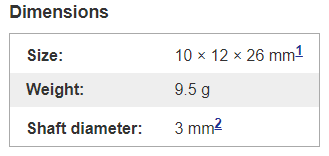 Dimensions
Size: 10 × 12 × 26 mm1
Weight: 9.5 g
Shaft diameter: 3 mm2